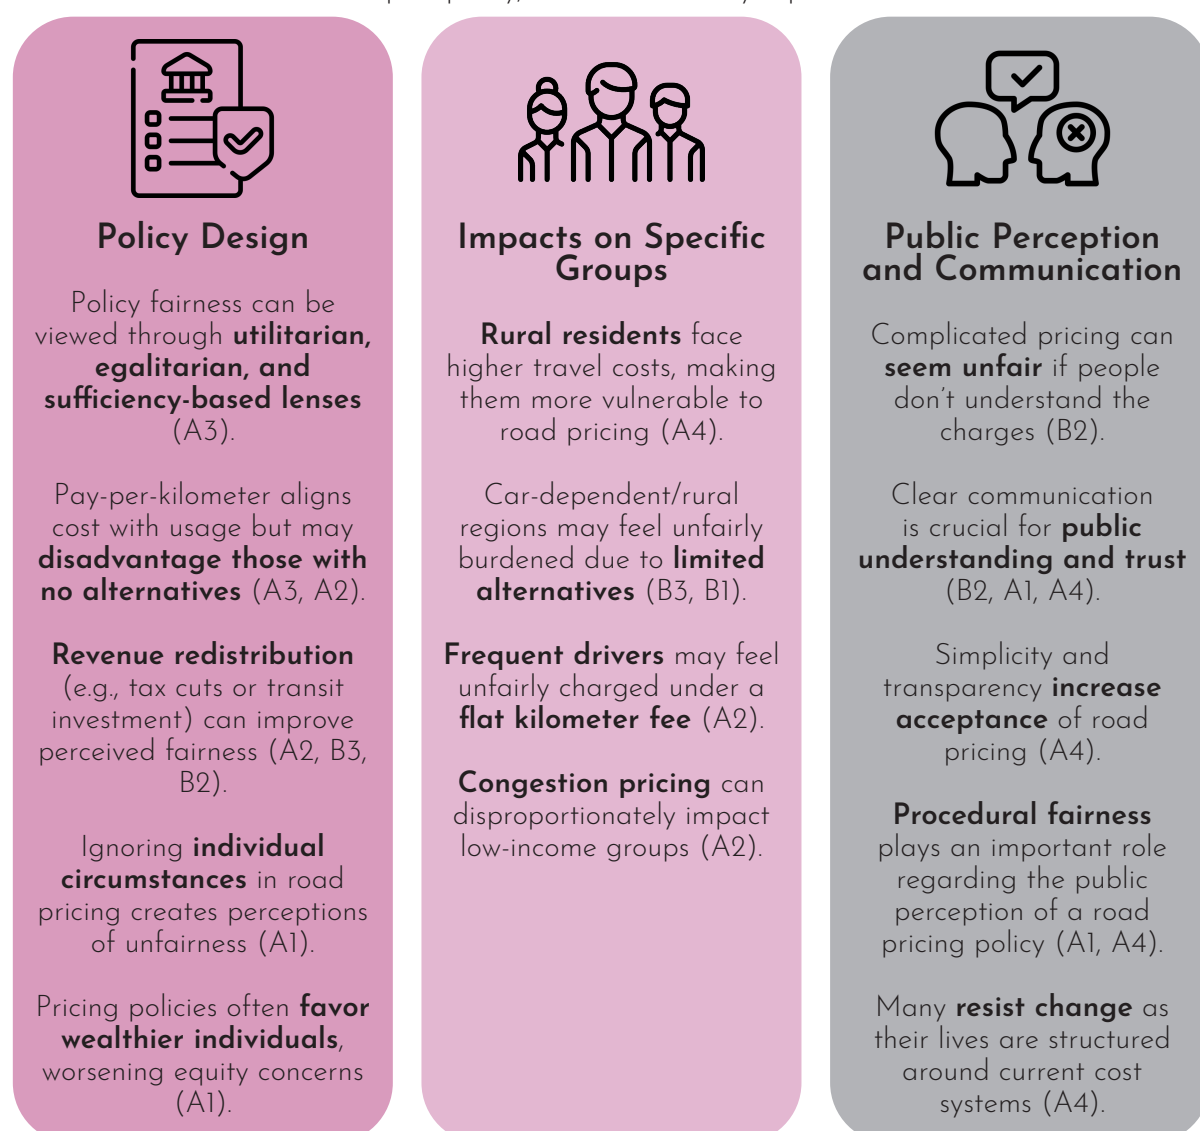 Policy Design
Policy fairness can be
viewed through utilitarian,
egalitarian, and
sufficiency-based lenses
(A3).
Pay-per-kilometer aligns
cost with usage but may
disadvantage those with
no alternatives (A3, A2).
Revenue redistribution
(e.g., tax cuts or transit
investment) can improve
perceived fairness (A2, B3,
B2).
Ignoring individual
circumstances in road
pricing creates perceptions
of unfairness (A1).
Pricing policies often favor
wealthier individuals,
worsening equity concerns
(A1).
Impacts on Specific
Groups
Rural residents face
higher travel costs, making
them more vulnerable to
road pricing (A4).
Car-dependent/rural
regions may feel unfairly
burdened due to limited
alternatives (B3, B1).
Frequent drivers may feel
unfairly charged under a
flat kilometer fee (A2).
Congestion pricing can
disproportionately impact
low-income groups (A2).
Public Perception
and Communication
Complicated pricing can
seem unfair if people
don't understand the
charges (B2).
Clear communication
is crucial for public
understanding and trust
(B2, A1, A4).
Simplicity and
transparency increase
acceptance of road
pricing (A4).
Procedural fairness
plays an important role
regarding the public
perception of a road
pricing policy (A1, A4).
Many resist change as
their lives are structured
around current cost
systems (A4).